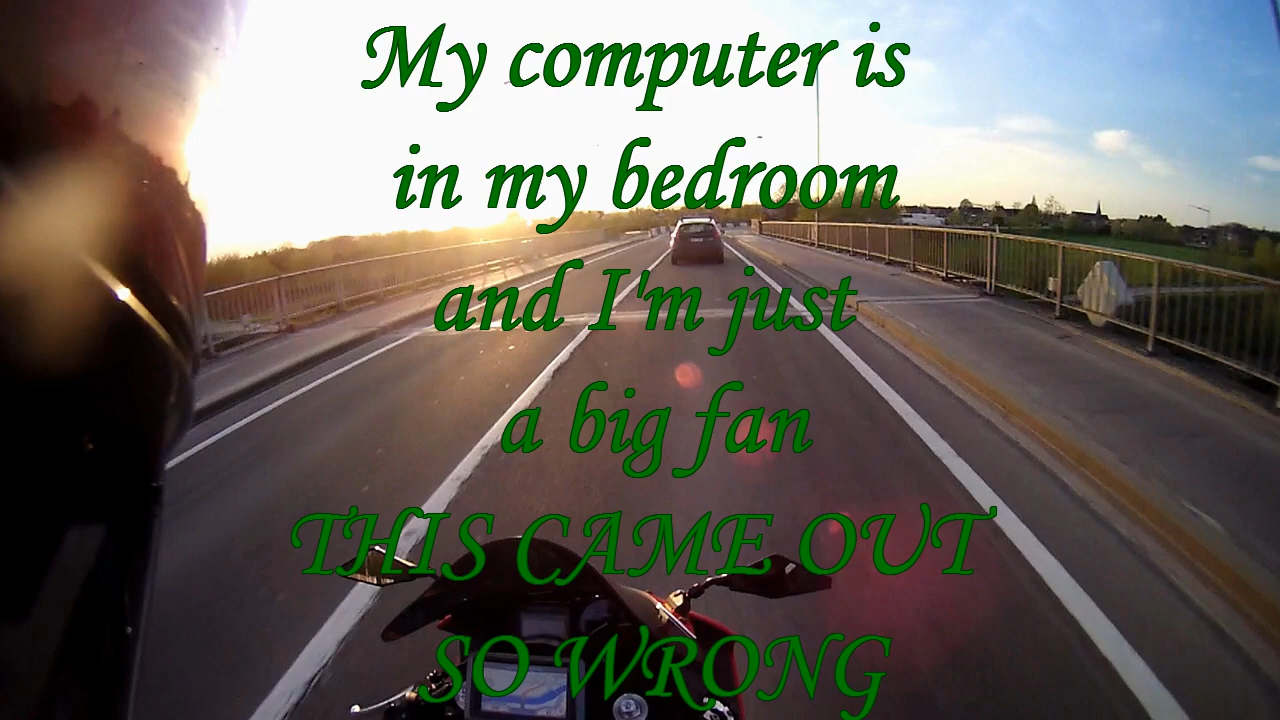 My computer is
in my bedroom
and I'm just
a big fan
THIS CAME OUT
SO WRONG